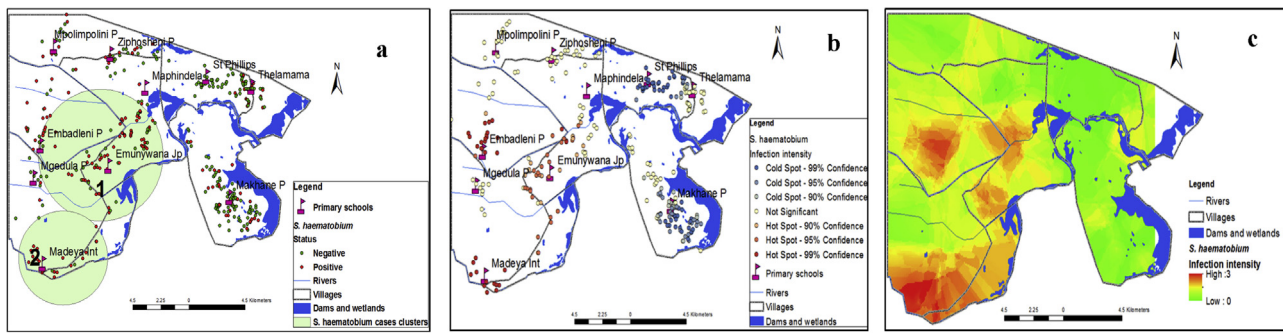 a
Mpolimpolini P
Ziphosheni P
St Phillips
Maphindela
Thelamama
N
Embadleni P
Emunywana Jp
Mgedula P
1
Makhane P
2
Madeya Int
Legend
Primary schools
S. haematobium
Status
Negative
Positive
Rivers
Villages
Dams and wetlands
S. haematobium cases clusters
4.5 2.25 0 4.5 Kilometers
b
Mpolimpolini P
Ziphosheni P
St Phillips
Maphindela
Thelamama
N
Embadleni P
Emunywana Jp
Mgedula P
Makhane P
Madeya Int
Legend
S. haematobium
Infection intensity
Cold Spot - 99% Confidence
Cold Spot - 95% Confidence
Cold Spot - 90% Confidence
Not Significant
Hot Spot - 90% Confidence
Hot Spot - 95% Confidence
Hot Spot - 99% Confidence
Primary schools
Rivers
Villages
Dams and wetlands
4.5 2.25 0 4.5 Kilometers
c
N
Legend
Rivers
Villages
Dams and wetlands
S. haematobium
Infection intensity
High :3
Low : 0
4.5 2.25 0 4.5 Kilometers